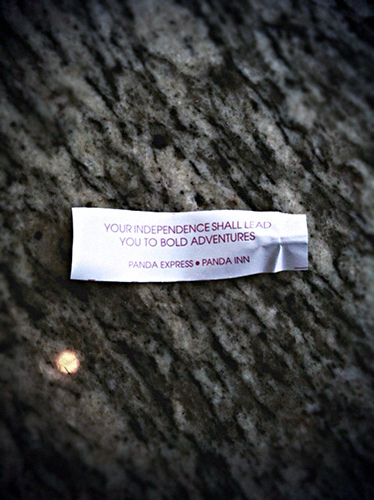 YOUR INDEPENDENCE SHALL LEAD
YOU TO BOLD ADVENTURES
PANDA EXPRESS • PANDA INN